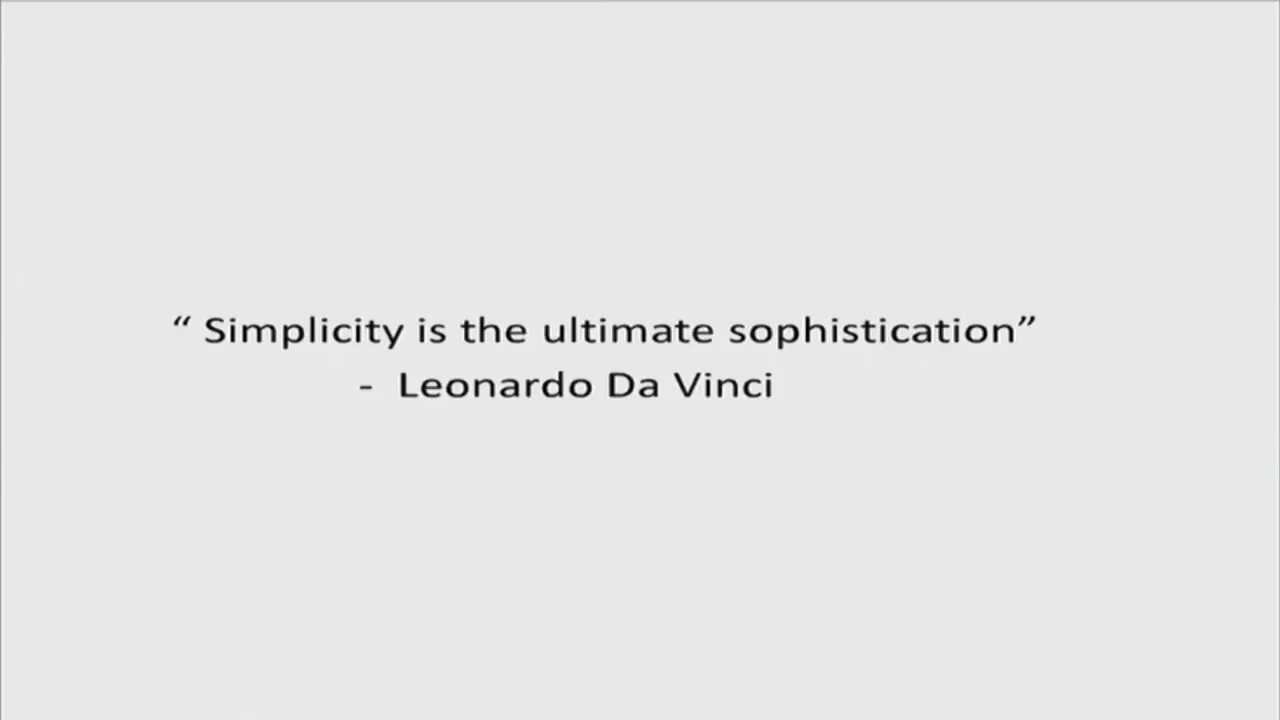 “ Simplicity is the ultimate sophistication”
- Leonardo Da Vinci